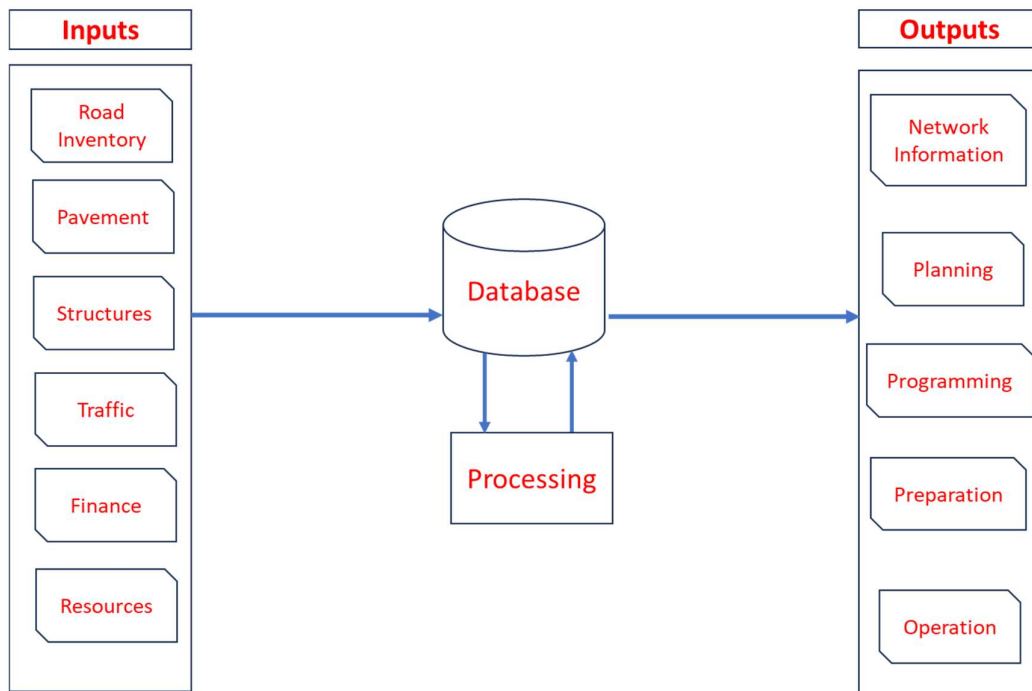 Inputs
Road
Inventory
Pavement
Structures
Traffic
Finance
Resources
Database
Processing
Outputs
Network
Information
Planning
Programming
Preparation
Operation